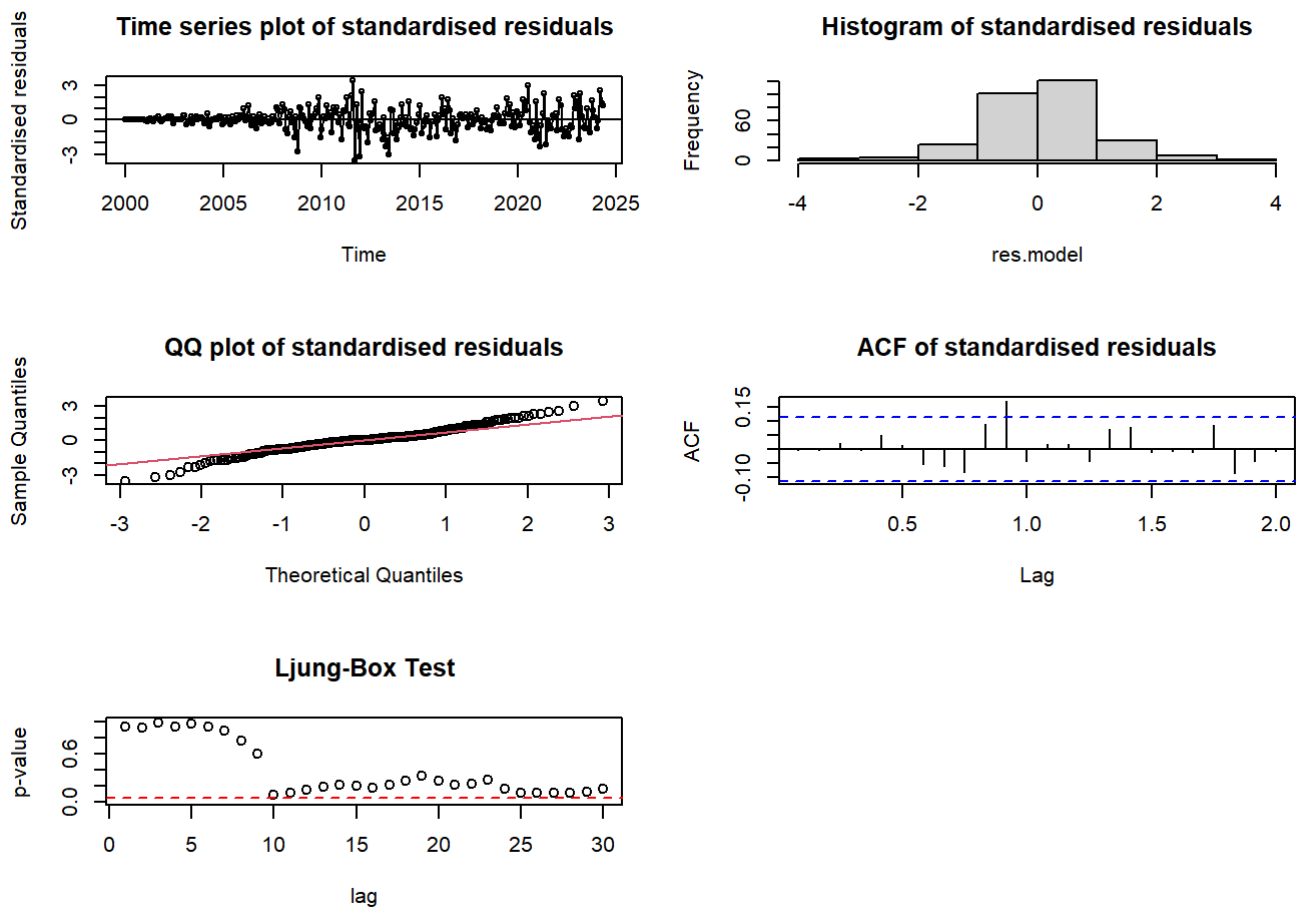 Time series plot of standardised residuals
Standardised residuals
3
0
-3
2000 2005 2010 2015 2020 2025
Time
Histogram of standardised residuals
Frequency
60
0
-4 -2 0 2 4
res.model
QQ plot of standardised residuals
Sample Quantiles
3
0
-3
-3 -2 -1 0 1 2 3
Theoretical Quantiles
ACF of standardised residuals
ACF
0.15
-0.10
0.5 1.0 1.5 2.0
Lag
Ljung-Box Test
p-value
0.6
0.0
0 5 10 15 20 25 30
lag